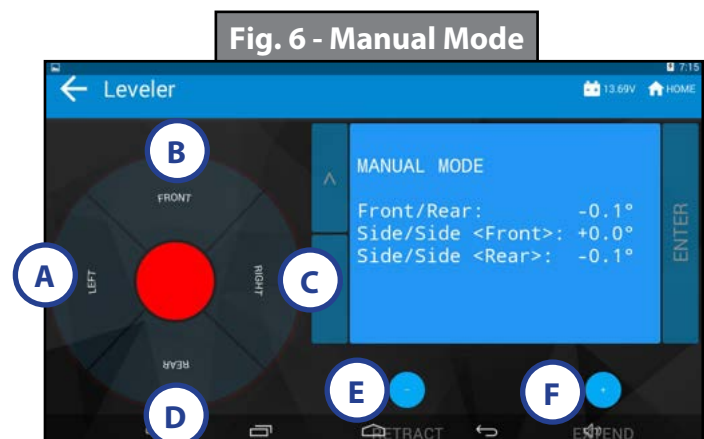 Fig. 6 - Manual Mode
7:15
Leveler
13.69V
HOME
B
FRONT
^
MANUAL MODE
Front/Rear: -0.1°
Side/Side <Front>: +0.0°
Side/Side <Rear>: -0.1°
ENTER
A
LEFT
RIGHT
C
REAR
D
E
-
F
+
RETRACT
EXTEND